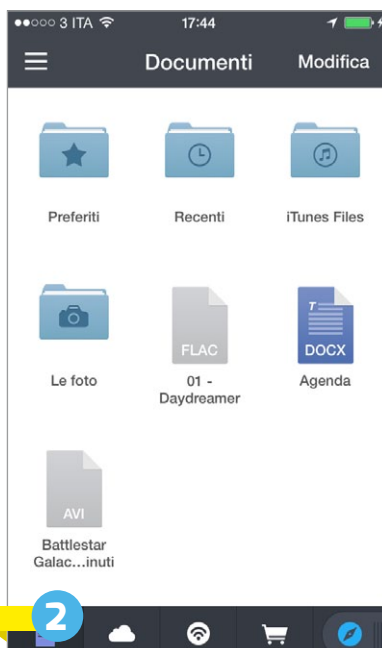 3 ITA 17:44
Documenti Modifica
Preferiti Recenti iTunes Files
FLAC T DOCX
Le foto 01 - Agenda
Daydreamer
AVI
Battlestar
Galac...inuti
2